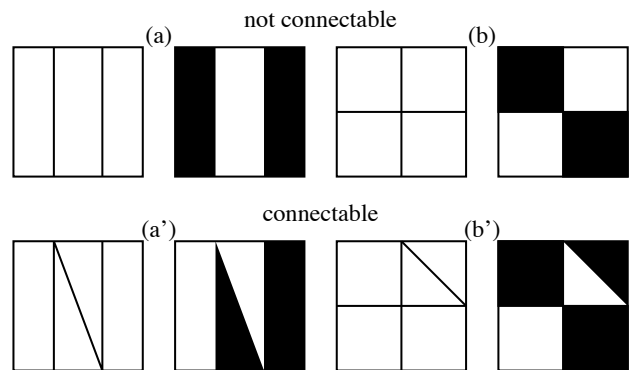 not connectable
(a)
(b)
connectable
(a’)
(b’)